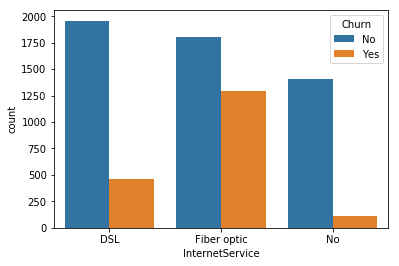 2000
1750
1500
1250
1000
750
500
250
0
count
Churn
No
Yes
DSL
Fiber optic
No
InternetService